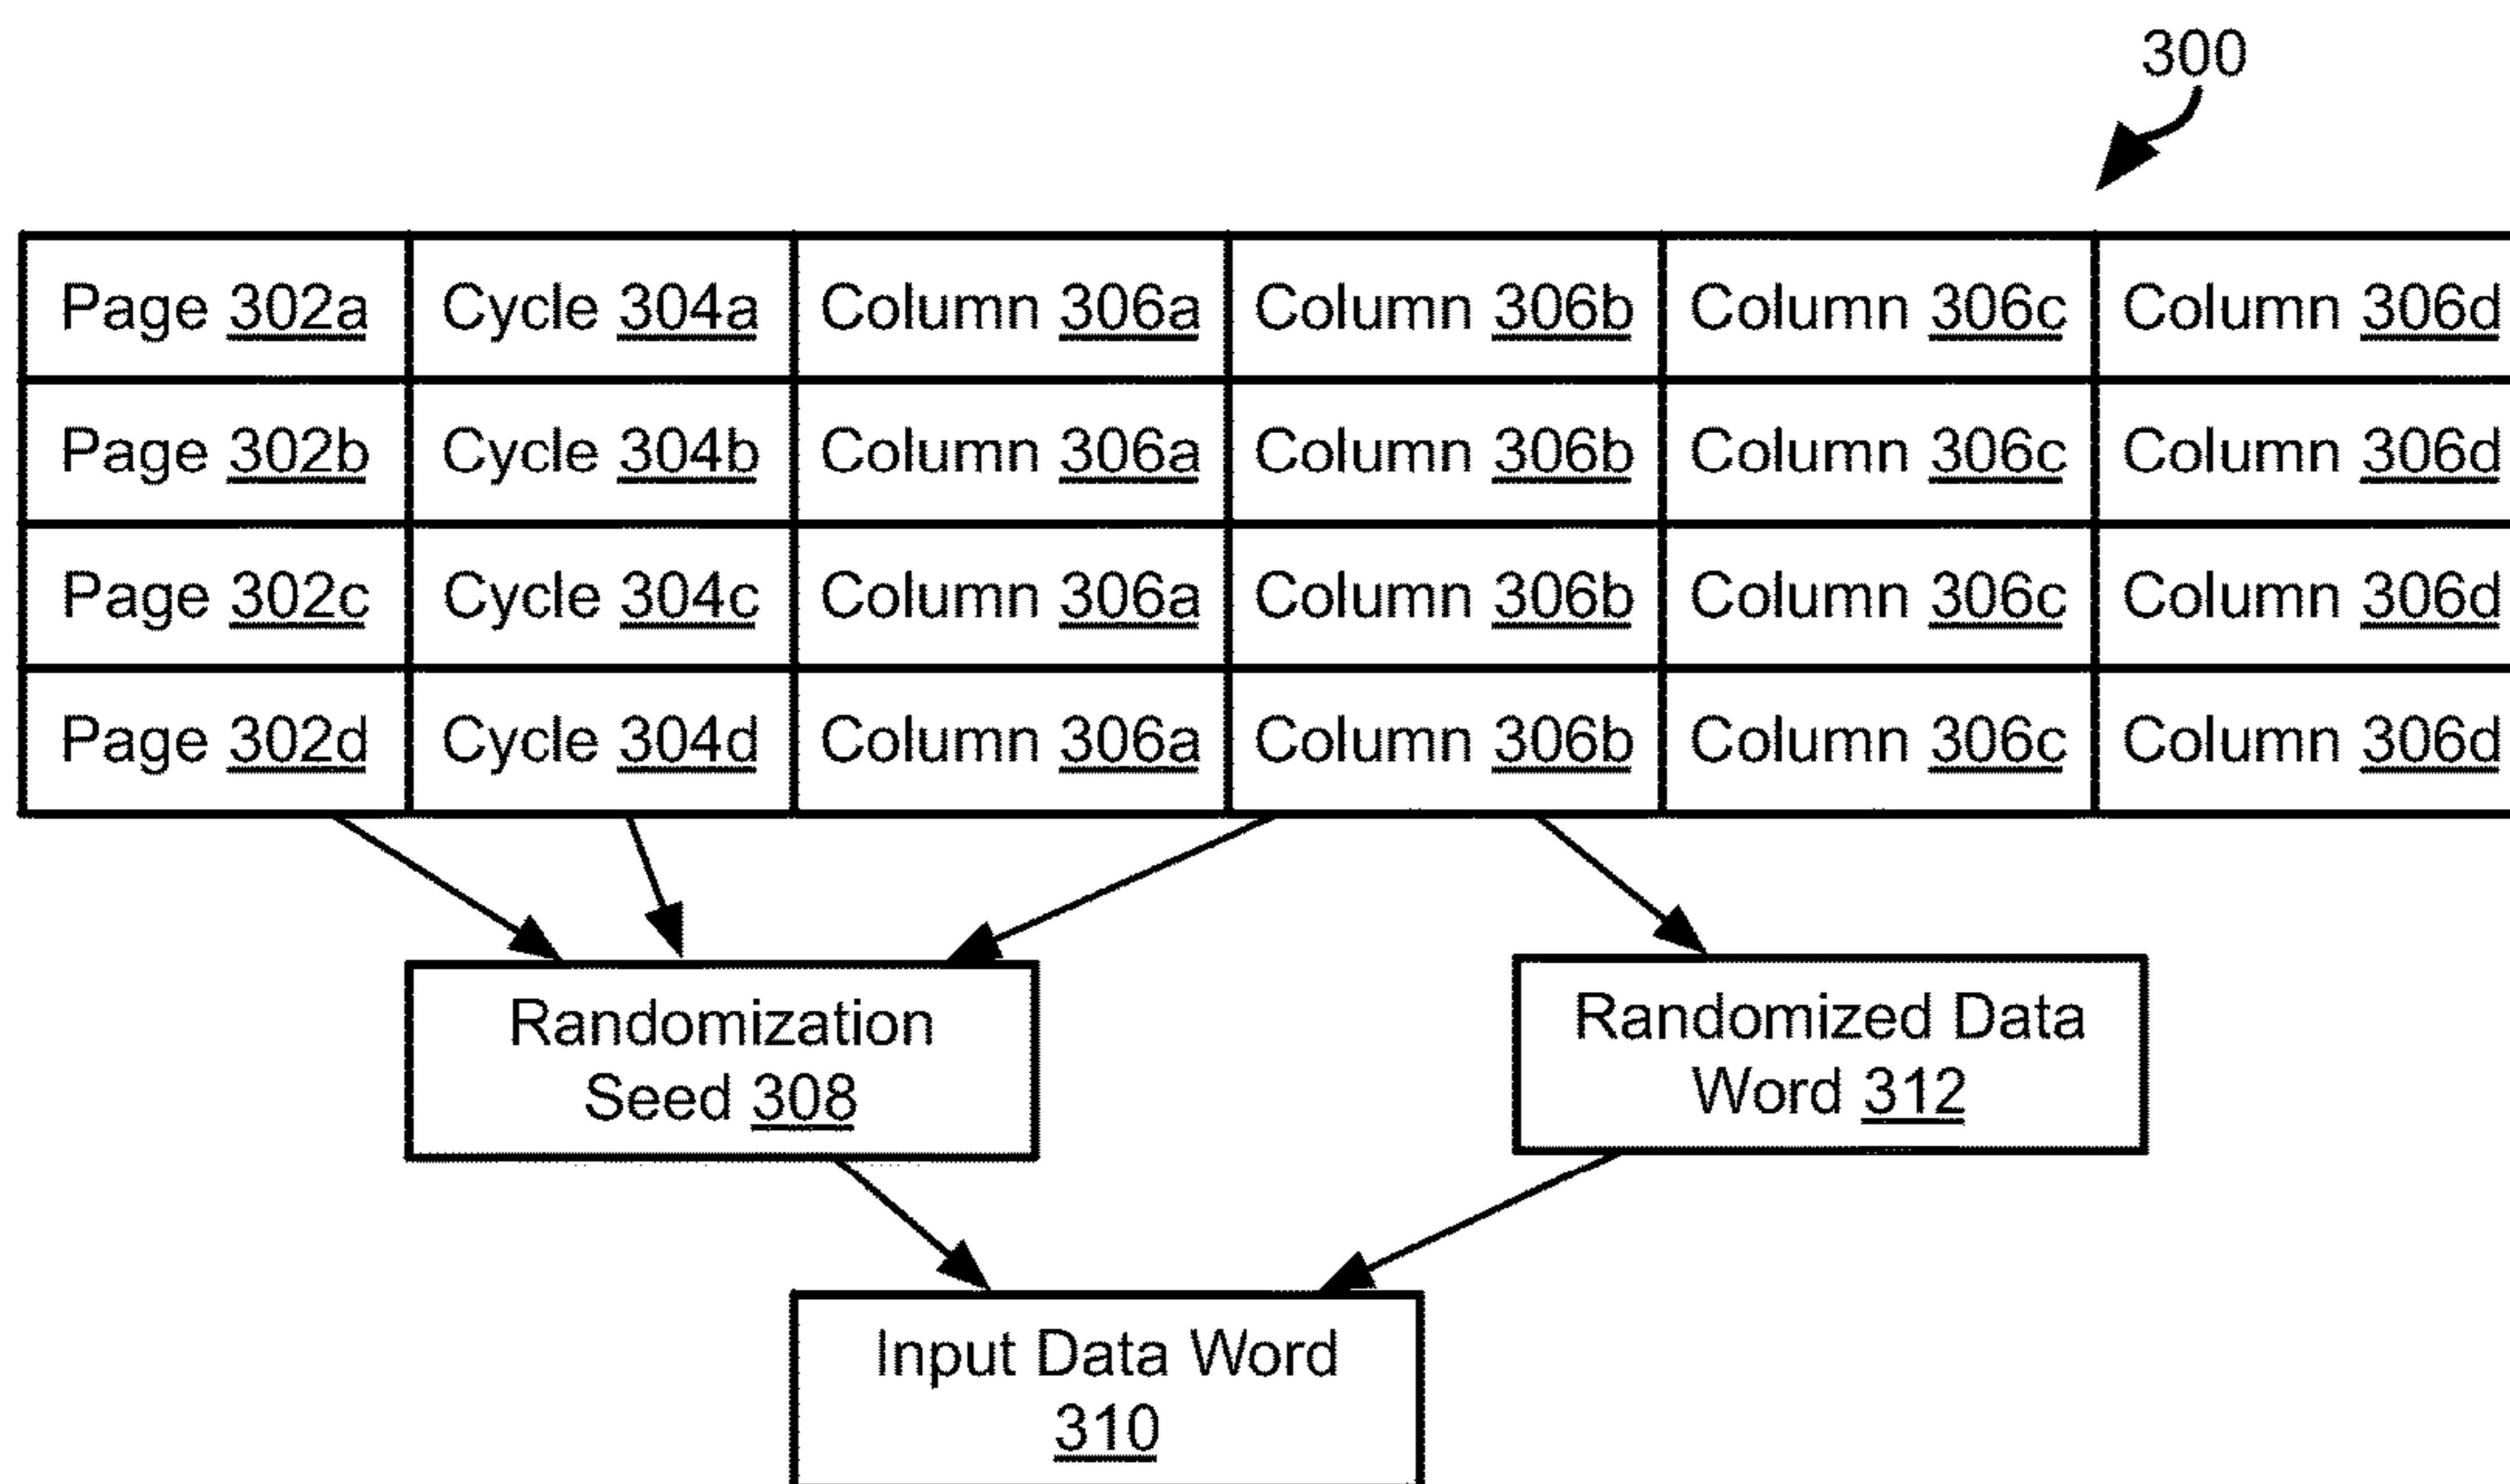 300
Page 302a Cycle 304a Column 306a Column 306b Column 306c Column 306d
Page 302b Cycle 304b Column 306a Column 306b Column 306c Column 306d
Page 302c Cycle 304c Column 306a Column 306b Column 306c Column 306d
Page 302d Cycle 304d Column 306a Column 306b Column 306c Column 306d
Randomization
Seed 308
Randomized Data
Word 312
Input Data Word
310